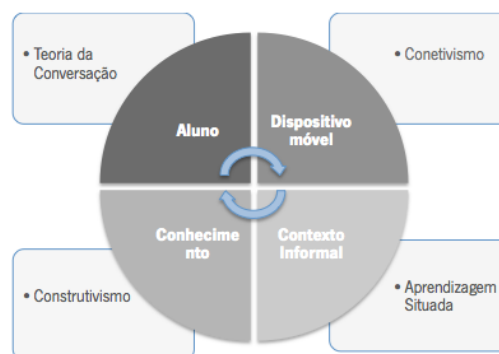 • Teoria da
Conversação
• Conetivismo
Aluno
Dispositivo
móvel
Conhecime
nto
Contexto
Informal
• Construtivismo
• Aprendizagem
Situada